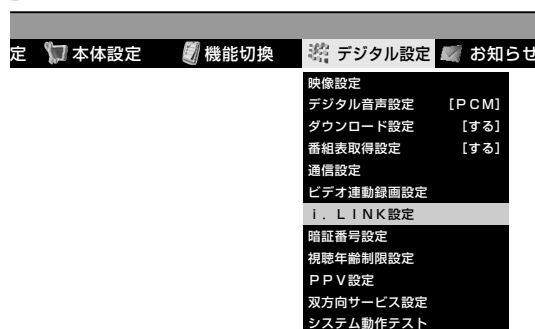 定 本体設定 機能切換 デジタル設定 お知らせ
映像設定
デジタル音声設定 [PCM]
ダウンロード設定 [する]
番組表取得設定 [する]
通信設定
ビデオ連動録画設定
i．LINK設定
暗証番号設定
視聴年齢制限設定
PPV設定
双方向サービス設定
システム動作テスト